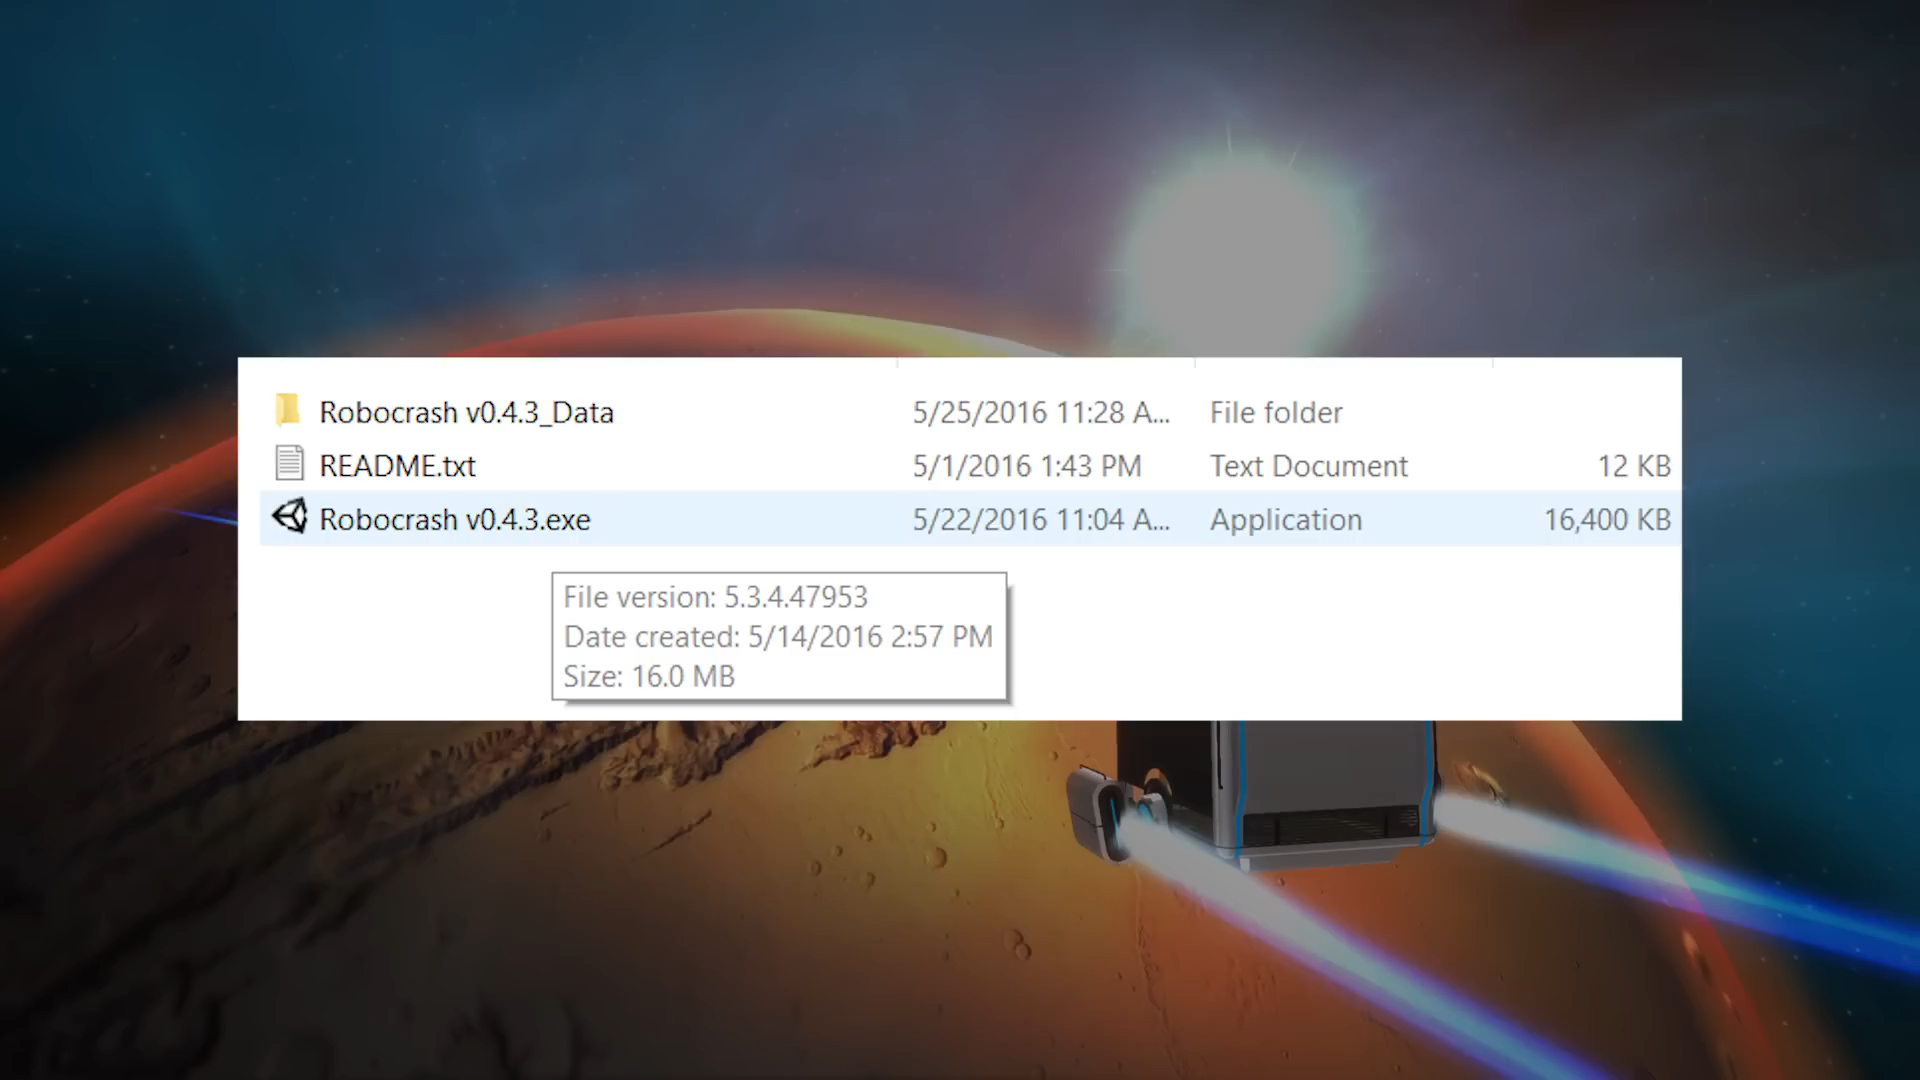 Robocrash v0.4.3_Data 5/25/2016 11:28 A... File folder
README.txt 5/1/2016 1:43 PM Text Document 12 KB
Robocrash v0.4.3.exe 5/22/2016 11:04 A... Application 16,400 KB
File version: 5.3.4.47953
Date created: 5/14/2016 2:57 PM
Size: 16.0 MB